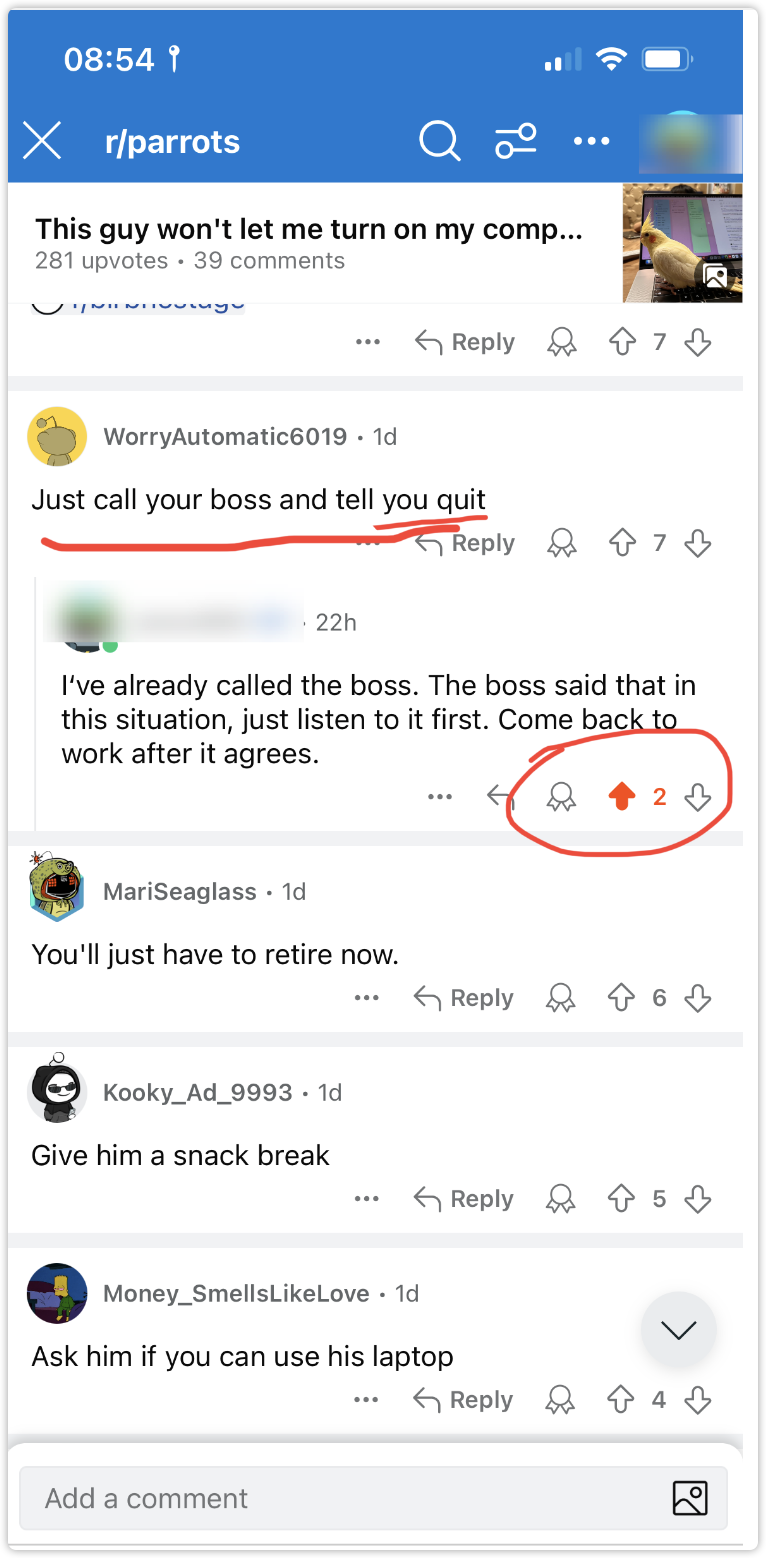 08:54
r/parrots
This guy won't let me turn on my comp...
281 upvotes • 39 comments
Reply 7
WorryAutomatic6019 • 1d
Just call your boss and tell you quit
Reply 7
22h
I've already called the boss. The boss said that in
this situation, just listen to it first. Come back to
work after it agrees.
2
MariSeaglass • 1d
You'll just have to retire now.
Reply 6
Kooky_Ad_9993 • 1d
Give him a snack break
Reply 5
Money_SmellsLikeLove • 1d
Ask him if you can use his laptop
Reply 4
Add a comment